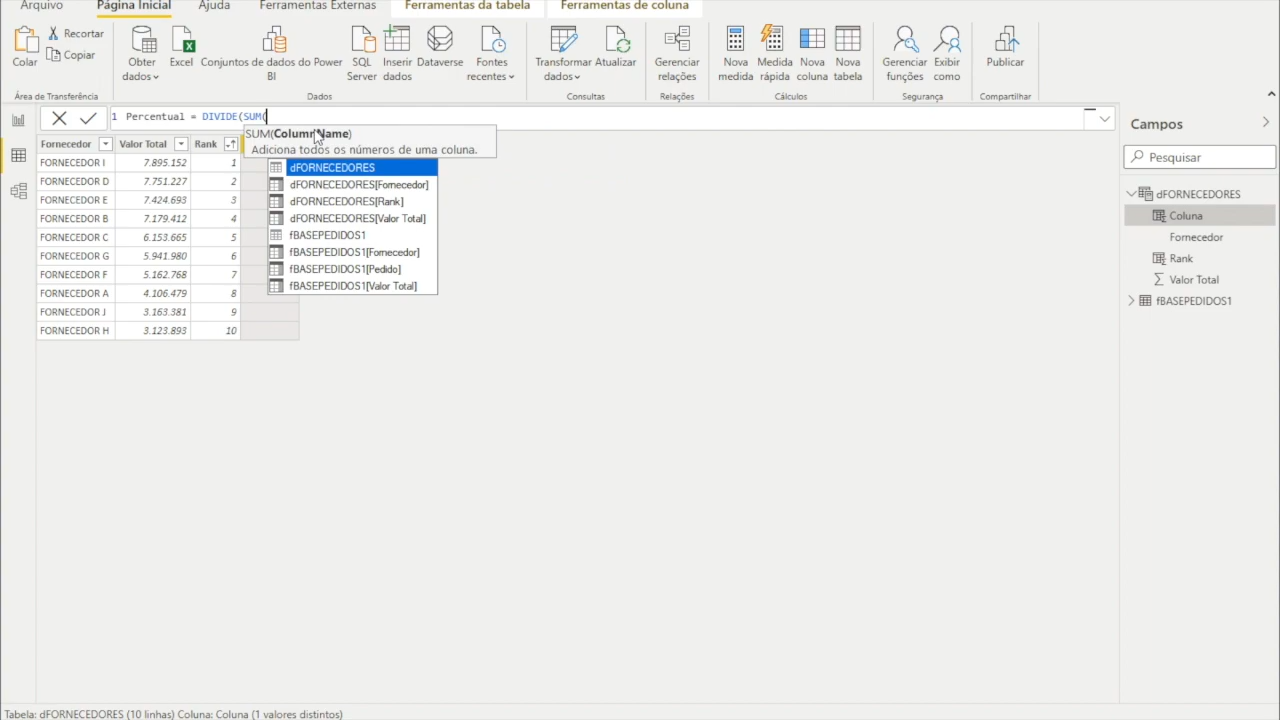 Arquivo Página Inicial Ajuda Ferramentas Externas Ferramentas da tabela Ferramentas de coluna
Colar
Recortar
Copiar
Área de Transferência
Obter dados
Excel
Conjuntos de dados do Power BI
SQL Server
Inserir dados
Dataverse
Fontes recentes
Dados
Transformar dados
Atualizar
Consultas
Gerenciar relações
Relações
Nova medida
Medida rápida
Nova coluna
Nova tabela
Cálculos
Gerenciar funções
Exibir como
Segurança
Publicar
Compartilhar
1 Percentual = DIVIDE(SUM(
SUM(ColumnName)
Adiciona todos os números de uma coluna.
dFORNECEDORES
dFORNECEDORES[Fornecedor]
dFORNECEDORES[Rank]
dFORNECEDORES[Valor Total]
fBASEPEDIDOS1
fBASEPEDIDOS1[Fornecedor]
fBASEPEDIDOS1[Pedido]
fBASEPEDIDOS1[Valor Total]
Fornecedor Valor Total Rank
FORNECEDOR I 7.895.152 1
FORNECEDOR D 7.751.227 2
FORNECEDOR E 7.424.693 3
FORNECEDOR B 7.179.412 4
FORNECEDOR C 6.153.665 5
FORNECEDOR G 5.941.980 6
FORNECEDOR F 5.162.768 7
FORNECEDOR A 4.106.479 8
FORNECEDOR J 3.163.381 9
FORNECEDOR H 3.123.893 10
Campos
Pesquisar
dFORNECEDORES
Coluna
Fornecedor
Rank
Valor Total
fBASEPEDIDOS1
Tabela: dFORNECEDORES (10 linhas) Coluna: Coluna (1 valores distintos)